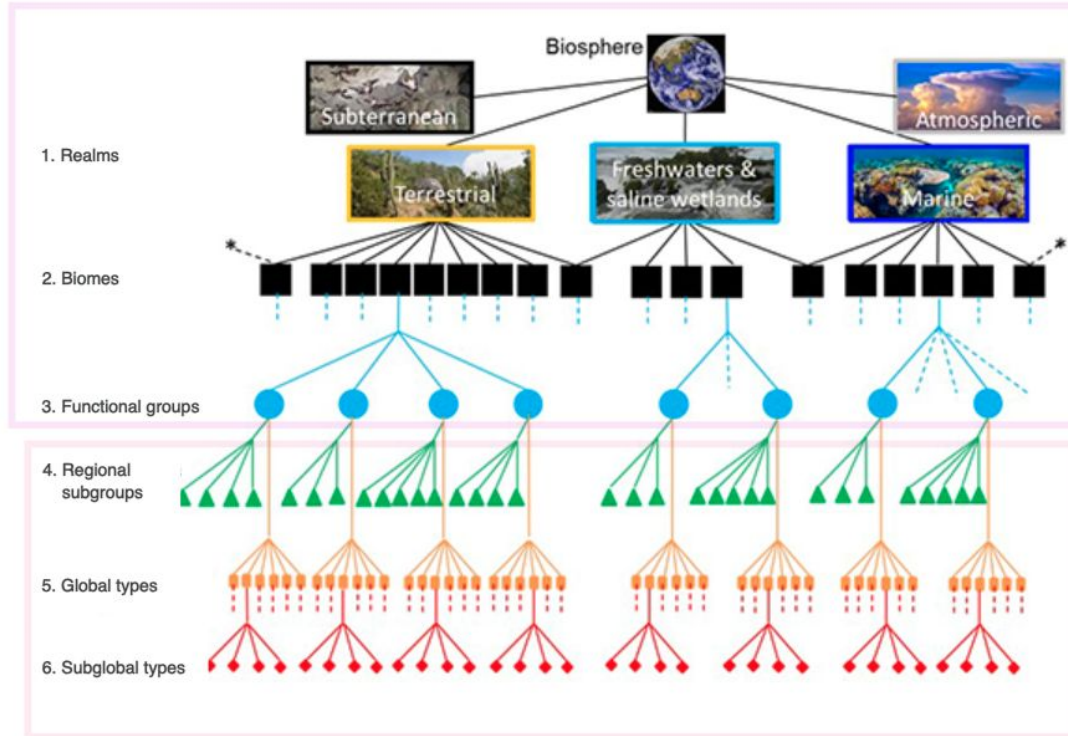 Biosphere
Subterranean
Atmospheric
1. Realms
Terrestrial
Freshwaters &
saline wetlands
Marine
*
*
2. Biomes
3. Functional groups
4. Regional
subgroups
5. Global types
6. Subglobal types